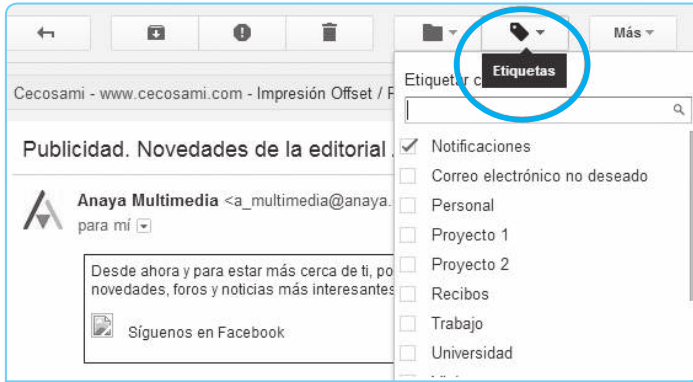 Más
Etiquetas
Etiquetar c
Cecosami - www.cecosami.com - Impresión Offset / F
Publicidad. Novedades de la editorial
Anaya Multimedia <a_multimedia@anaya.
para mí
Desde ahora y para estar más cerca de ti, po
novedades, foros y noticias más interesantes
Síguenos en Facebook
Notificaciones
Correo electrónico no deseado
Personal
Proyecto 1
Proyecto 2
Recibos
Trabajo
Universidad